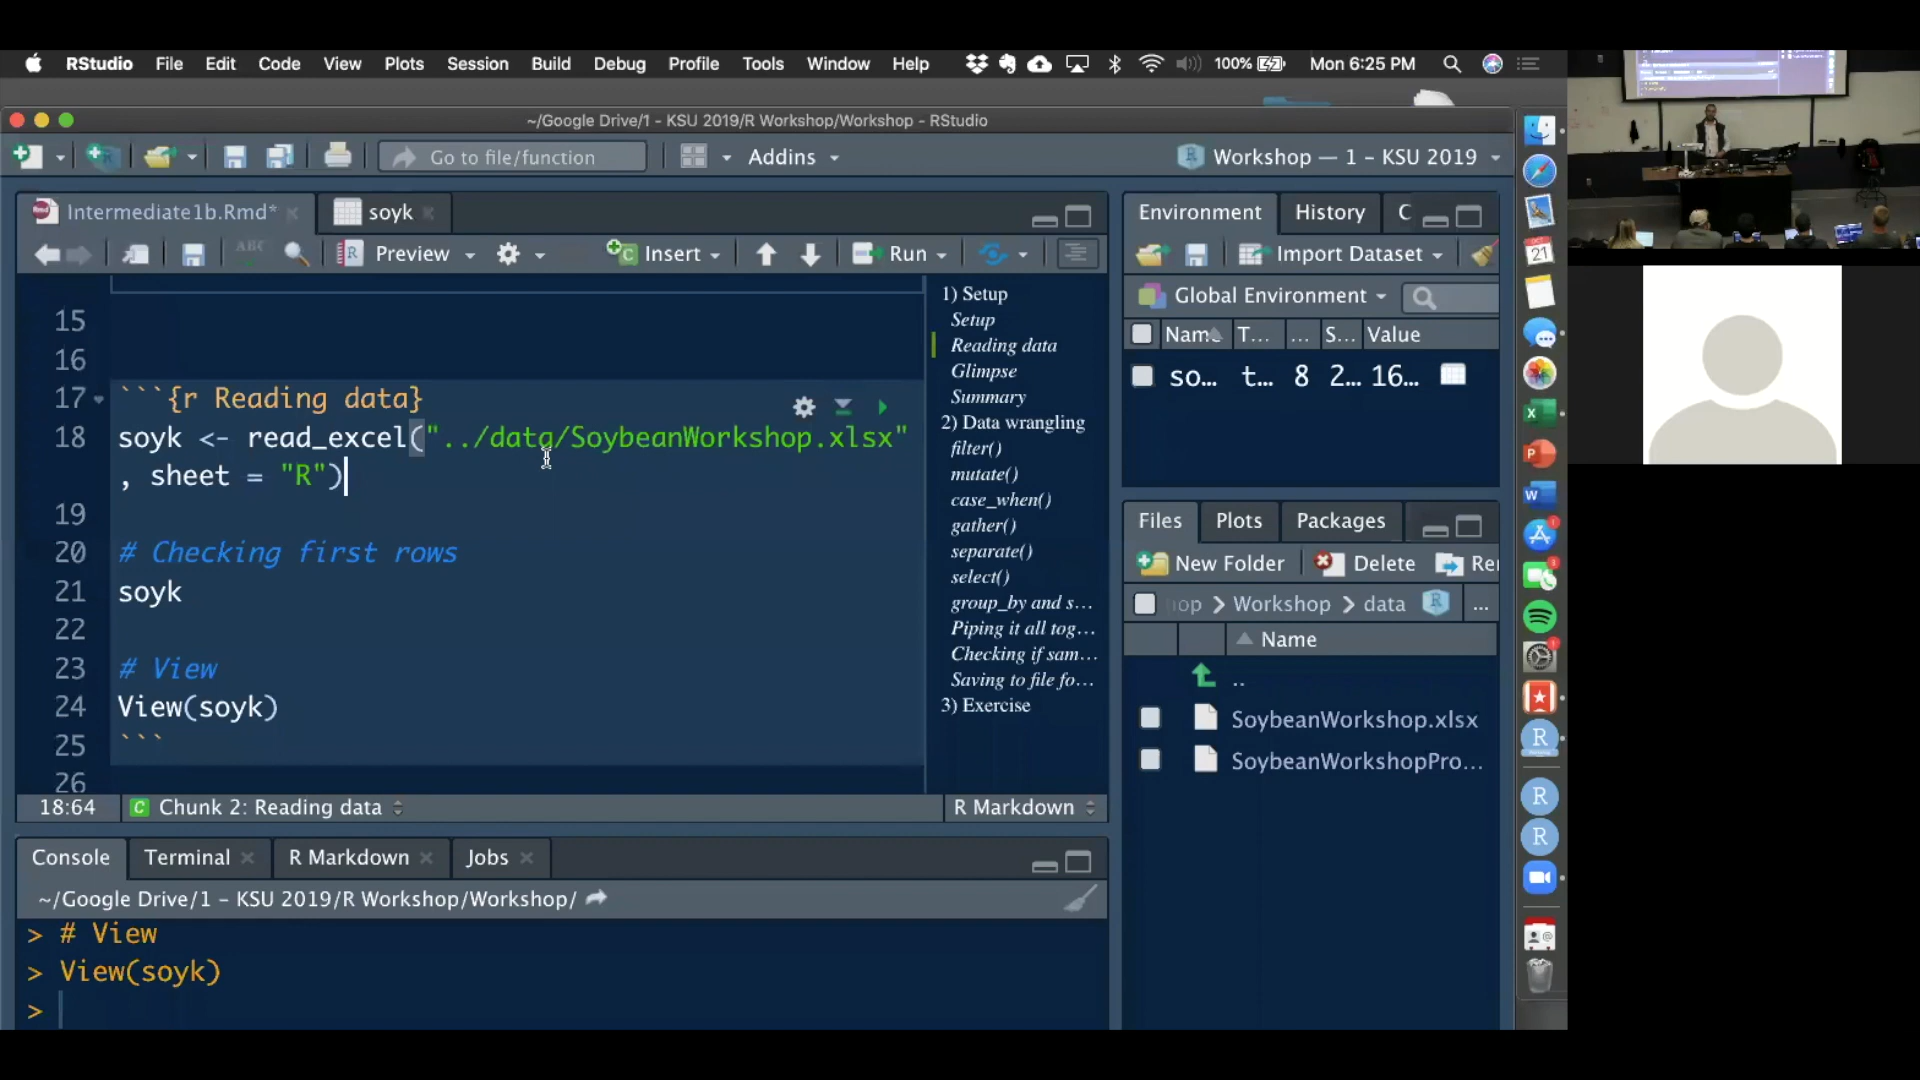 RStudio File Edit Code View Plots Session Build Debug Profile Tools Window Help 100% Mon 6:25 PM
~/Google Drive/1 - KSU 2019/R Workshop/Workshop - RStudio
Go to file/function Addins Workshop — 1 - KSU 2019
Intermediate1b.Rmd* soyk
ABC Preview Insert Run
15
16
17 ```{r Reading data}
18 soyk <- read_excel("../data/SoybeanWorkshop.xlsx"
, sheet = "R")
19
20 # Checking first rows
21 soyk
22
23 # View
24 View(soyk)
25 ```
26
18:64 Chunk 2: Reading data R Markdown
1) Setup
Setup
Reading data
Glimpse
Summary
2) Data wrangling
filter()
mutate()
case_when()
gather()
separate()
select()
group_by and s...
Piping it all tog...
Checking if sam...
Saving to file fo...
3) Exercise
Console Terminal R Markdown Jobs
~/Google Drive/1 - KSU 2019/R Workshop/Workshop/
> # View
> View(soyk)
>
Environment History C
Import Dataset
Global Environment
Name T... ... S... Value
so... t... 8 2... 16...
Files Plots Packages
New Folder Delete Re
op Workshop data ...
Name
..
SoybeanWorkshop.xlsx
SoybeanWorkshopPro...
21